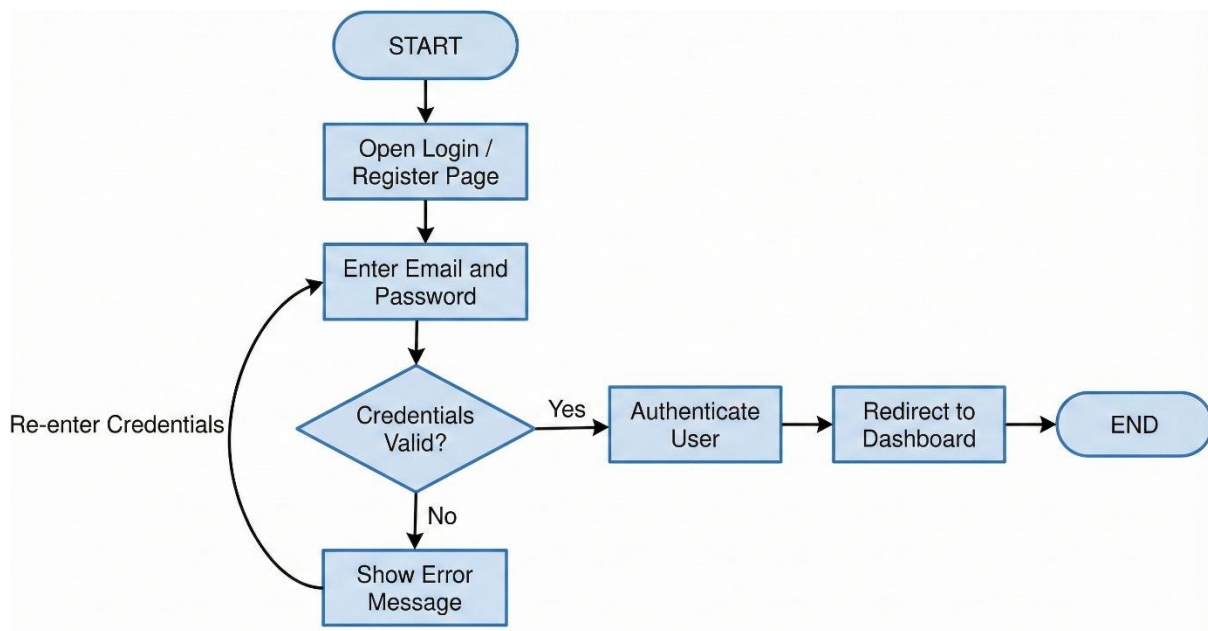 START
Open Login /
Register Page
Enter Email and
Password
Re-enter Credentials
Credentials
Valid?
Yes
Authenticate
User
Redirect to
Dashboard
END
No
Show Error
Message